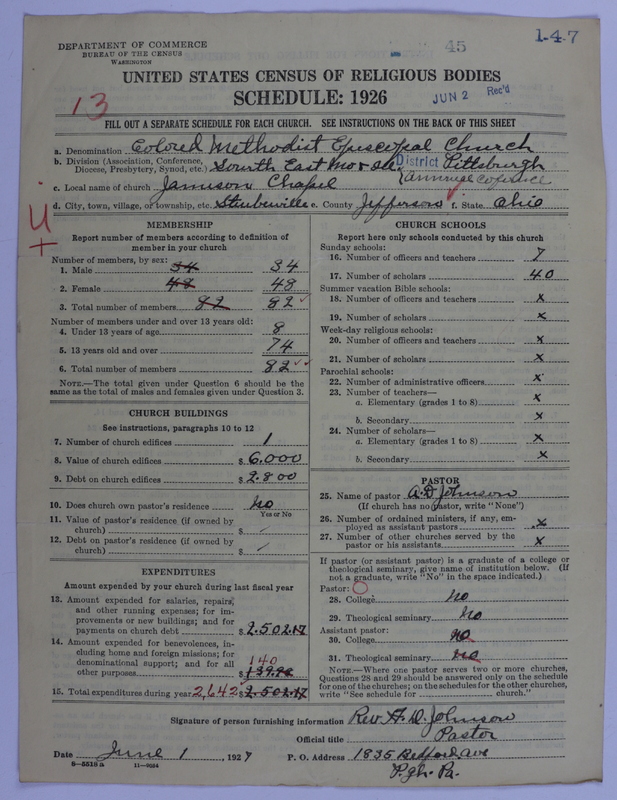 DEPARTMENT OF COMMERCE
BUREAU OF THE CENSUS
WASHINGTON
45
1-4-7
UNITED STATES CENSUS OF RELIGIOUS BODIES
SCHEDULE: 1926
JUN 2 Rec'd
13
FILL OUT A SEPARATE SCHEDULE FOR EACH CHURCH. SEE INSTRUCTIONS ON THE BACK OF THIS SHEET
a. Denomination Colored Methodist Episcopal Church
b. Division (Association, Conference, Diocese, Presbytery, Synod, etc.) South East Mo & Ill. District Pittsburgh
c. Local name of church Jamison Chapel
d. City, town, village, or township, etc. Steubenville e. County Jefferson f. State Ohio
MEMBERSHIP
Report number of members according to definition of
member in your church
Number of members, by sex:
1. Male 34 34
2. Female 48 48
3. Total number of members 82 82
Number of members under and over 13 years old:
4. Under 13 years of age 8
5. 13 years old and over 74
6. Total number of members 82
NOTE.—The total given under Question 6 should be the
same as the total of males and females given under Question 3.
CHURCH BUILDINGS
See instructions, paragraphs 10 to 12
7. Number of church edifices 1
8. Value of church edifices $ 6.000
9. Debt on church edifices $ 2.800
10. Does church own pastor's residence No
Yes or No
11. Value of pastor's residence (if owned by
church) $
12. Debt on pastor's residence (if owned by
church) $
EXPENDITURES
Amount expended by your church during last fiscal year
13. Amount expended for salaries, repairs,
and other running expenses; for im-
provements or new buildings; and for
payments on church debt $ 2.502.17
14. Amount expended for benevolences, in-
cluding home and foreign missions; for
denominational support; and for all
other purposes $ 140
15. Total expenditures during year 2,642 $ 2.502.17
CHURCH SCHOOLS
Report here only schools conducted by this church
Sunday schools:
16. Number of officers and teachers 7
17. Number of scholars 40
Summer vacation Bible schools:
18. Number of officers and teachers x
19. Number of scholars x
Week-day religious schools:
20. Number of officers and teachers x
21. Number of scholars x
Parochial schools:
22. Number of administrative officers x
23. Number of teachers—
a. Elementary (grades 1 to 8) x
b. Secondary x
24. Number of scholars—
a. Elementary (grades 1 to 8) x
b. Secondary x
PASTOR
25. Name of pastor A.D Johnson
(If church has no pastor, write "None")
26. Number of ordained ministers, if any, em-
ployed as assistant pastors x
27. Number of other churches served by the
pastor or his assistants x
If pastor (or assistant pastor) is a graduate of a college or
theological seminary, give name of institution below. (If
not a graduate, write "No" in the space indicated.)
Pastor:
28. College No
29. Theological seminary No
Assistant pastor:
30. College no
31. Theological seminary no
NOTE.—Where one pastor serves two or more churches,
Questions 28 and 29 should be answered only on the schedule
for one of the churches; on the schedules for the other churches,
write "See schedule for church."
Signature of person furnishing information Rev. A. D. Johnson
Official title Pastor
Date June 1, 1927 P. O. Address 1835 Bedford Ave
Pgh. Pa.
8—5518 a 11—9034